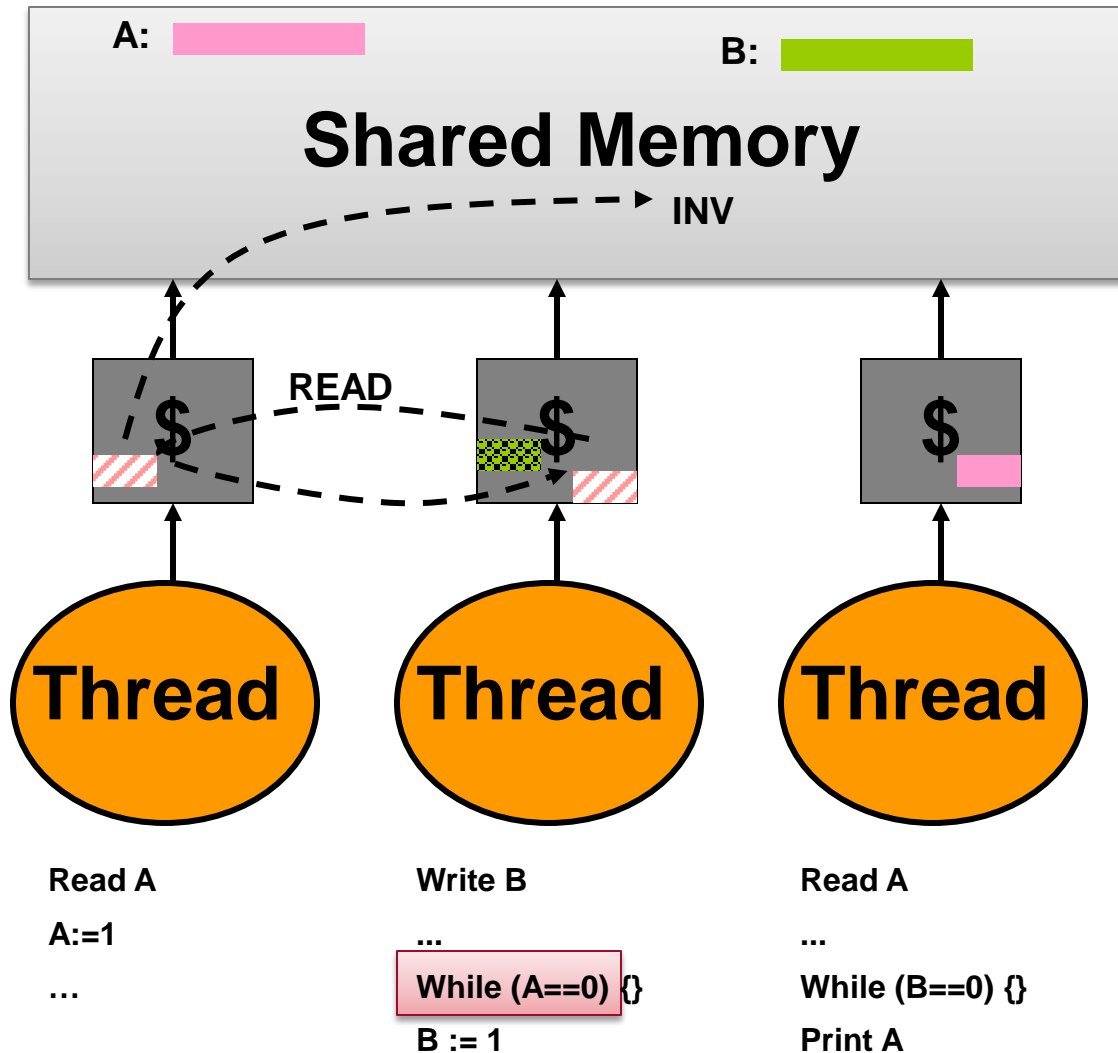 A:
B:
Shared Memory
INV
READ
$
$
$
Thread
Thread
Thread
Read A
A:=1
…
Write B
...
While (A==0) {}
B := 1
Read A
...
While (B==0) {}
Print A